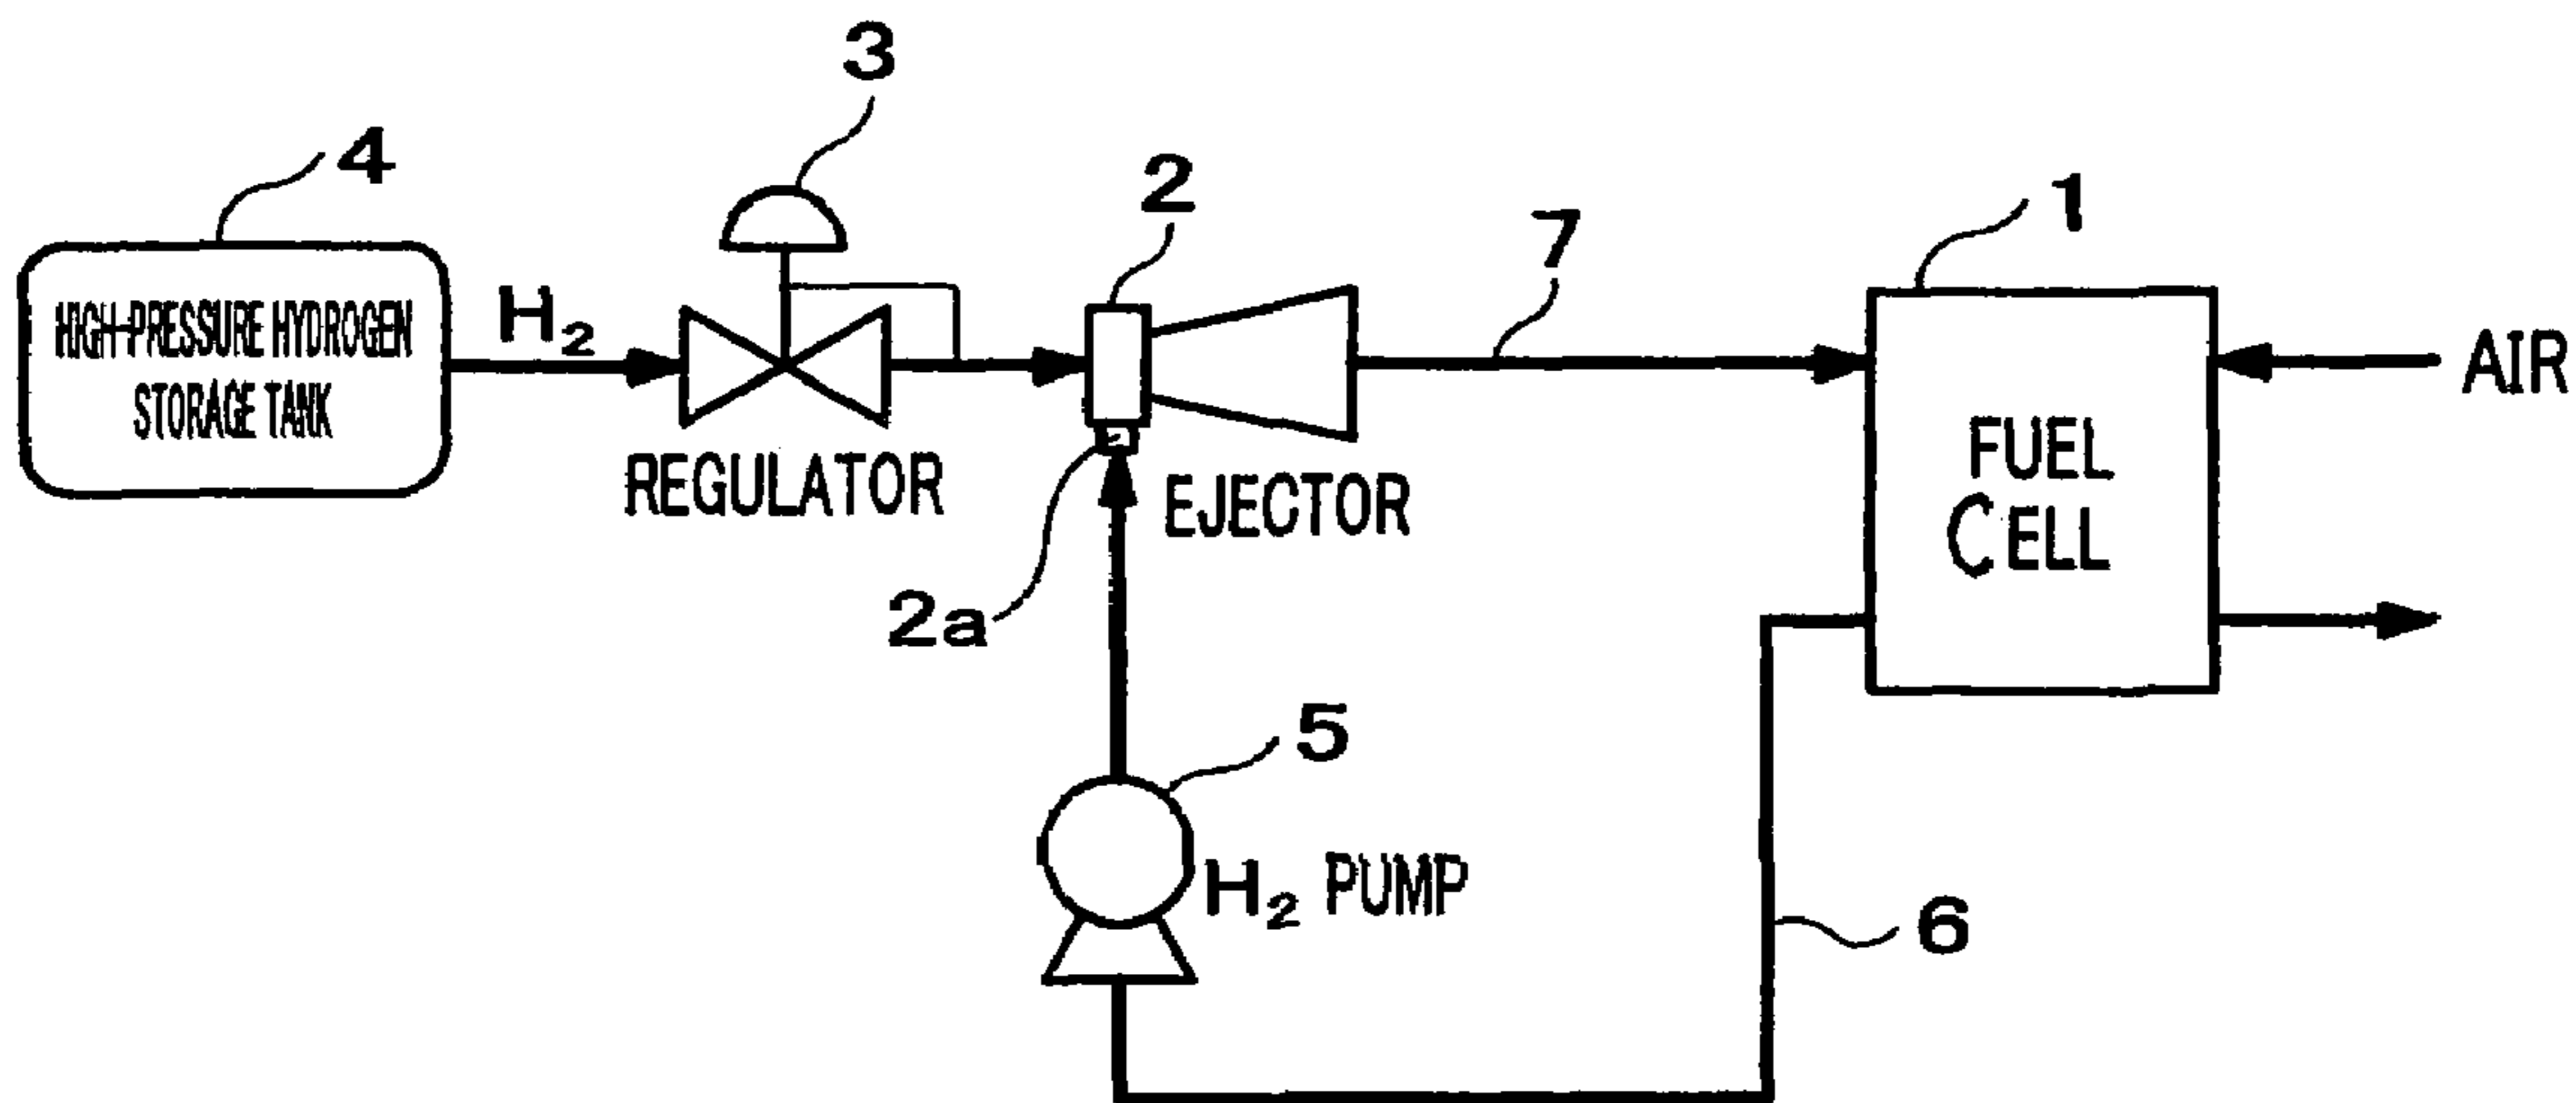 3
4
2
7
1
HIGH-PRESSURE HYDROGEN
STORAGE TANK
H₂
AIR
REGULATOR
EJECTOR
FUEL
CELL
2a
5
H₂ PUMP
6